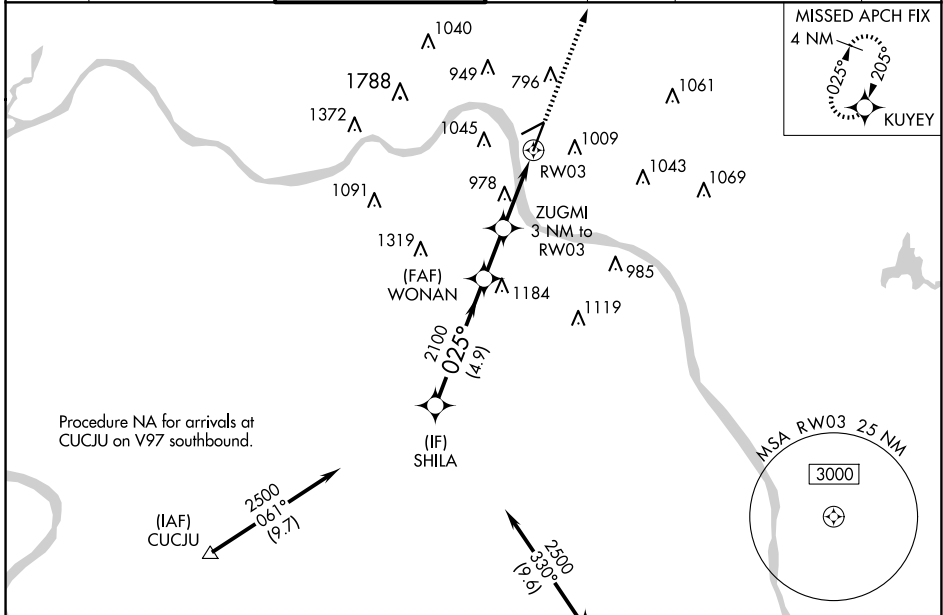 MISSED APCH FIX
4 NM
025°
205°
KUYEY
1040
949
796
1788
1061
1372
1045
1009
RW03
1043
1069
978
1091
ZUGMI
3 NM to
RW03
1319
985
(FAF)
WONAN
1184
1119
2100
025°
(4.9)
(IF)
SHILA
Procedure NA for arrivals at
CUCJU on V97 southbound.
MSA RW03 25 NM
3000
(IAF)
CUCJU
2500
061°
(9.7)
2500
330°
(9.6)